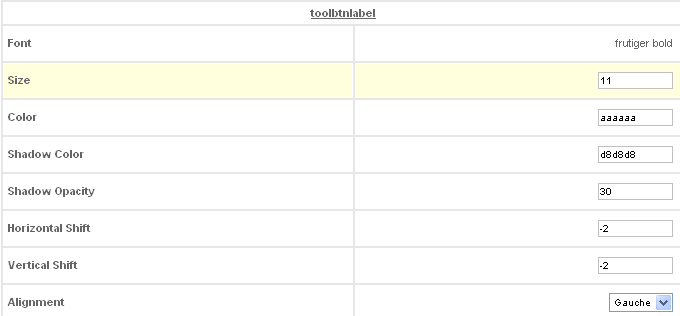 toolbtnlabel
Font frutiger bold
Size 11
Color aaaaaa
Shadow Color d8d8d8
Shadow Opacity 30
Horizontal Shift -2
Vertical Shift -2
Alignment Gauche